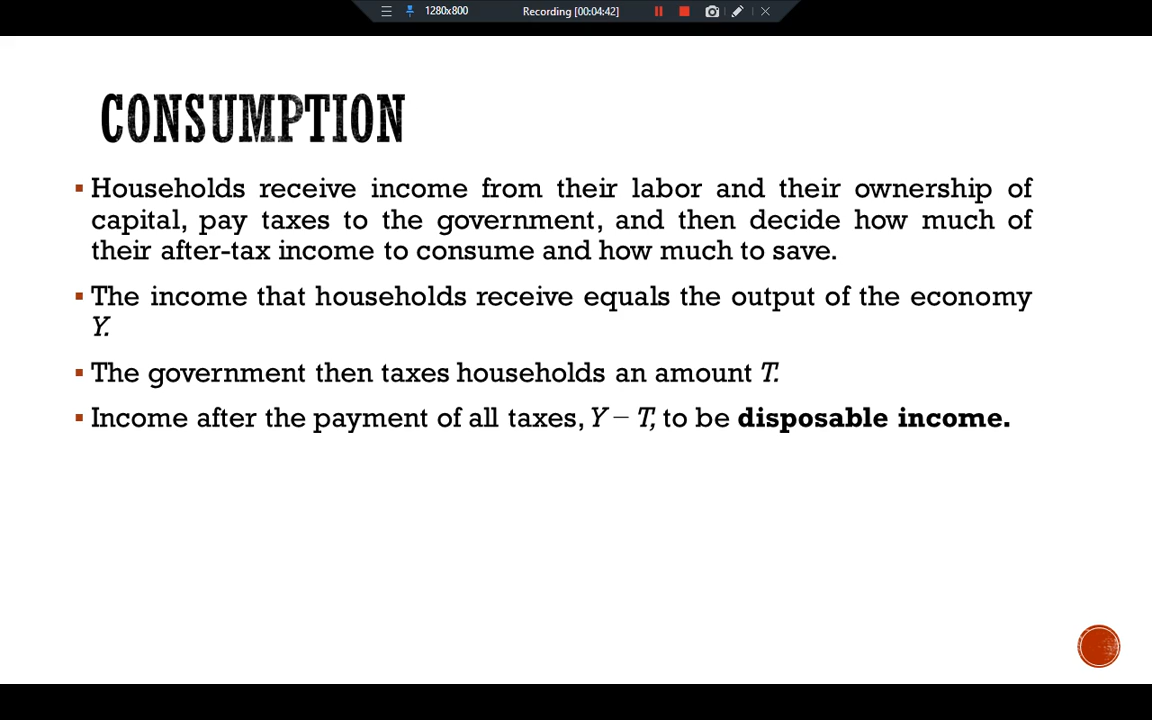 1280x800 Recording [00:04:42]
CONSUMPTION
▪ Households receive income from their labor and their ownership of
capital, pay taxes to the government, and then decide how much of
their after-tax income to consume and how much to save.
▪ The income that households receive equals the output of the economy
Y.
▪ The government then taxes households an amount T.
▪ Income after the payment of all taxes, Y – T, to be disposable income.